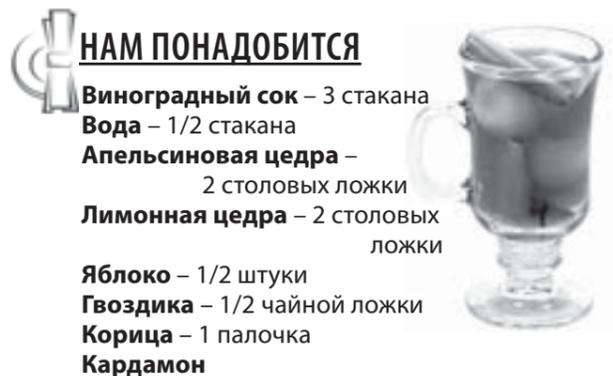 НАМ ПОНАДОБИТСЯ
Виноградный сок – 3 стакана
Вода – 1/2 стакана
Апельсиновая цедра –
2 столовых ложки
Лимонная цедра – 2 столовых
ложки
Яблоко – 1/2 штуки
Гвоздика – 1/2 чайной ложки
Корица – 1 палочка
Кардамон